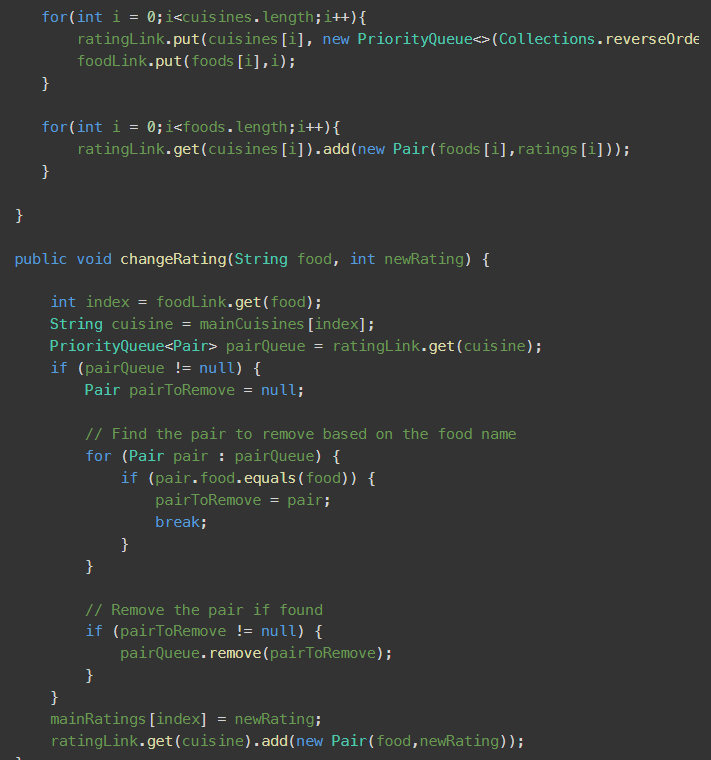 for(int i = 0;i<cuisines.length;i++){
ratingLink.put(cuisines[i], new PriorityQueue<>(Collections.reverseOrde
foodLink.put(foods[i],i);
}
for(int i = 0;i<foods.length;i++){
ratingLink.get(cuisines[i]).add(new Pair(foods[i],ratings[i]));
}
}
public void changeRating(String food, int newRating) {
int index = foodLink.get(food);
String cuisine = mainCuisines[index];
PriorityQueue<Pair> pairQueue = ratingLink.get(cuisine);
if (pairQueue != null) {
Pair pairToRemove = null;
// Find the pair to remove based on the food name
for (Pair pair : pairQueue) {
if (pair.food.equals(food)) {
pairToRemove = pair;
break;
}
}
// Remove the pair if found
if (pairToRemove != null) {
pairQueue.remove(pairToRemove);
}
}
mainRatings[index] = newRating;
ratingLink.get(cuisine).add(new Pair(food,newRating));
}